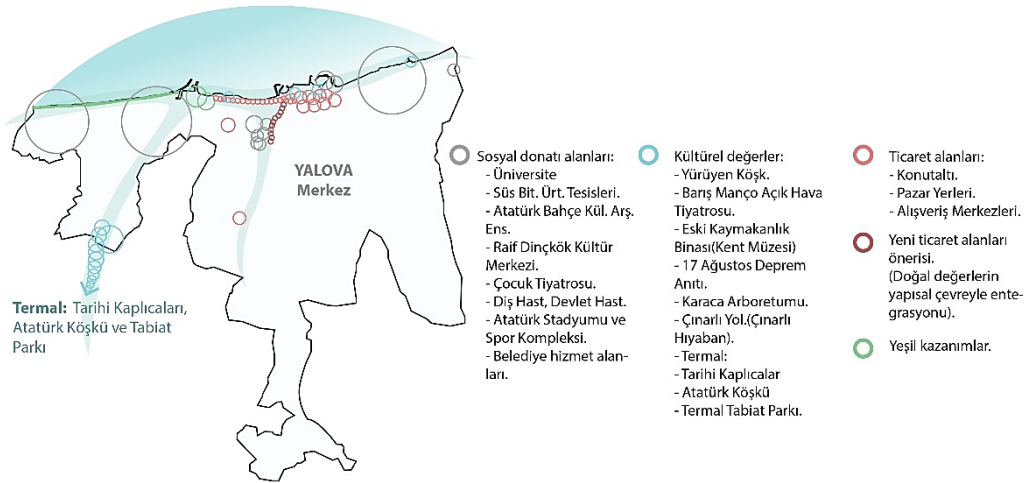 YALOVA
Merkez
Termal: Tarihi Kaplıcaları,
Atatürk Köşkü ve Tabiat
Parkı
Sosyal donatı alanları:
- Üniversite
- Süs Bit. Ürt. Tesisleri.
- Atatürk Bahçe Kül. Arş.
Ens.
- Raif Dinçkök Kültür
Merkezi.
- Çocuk Tiyatrosu.
- Diş Hast, Devlet Hast.
- Atatürk Stadyumu ve
Spor Kompleksi.
- Belediye hizmet alan-
ları.
Kültürel değerler:
- Yürüyen Köşk.
- Barış Manço Açık Hava
Tiyatrosu.
- Eski Kaymakanlık
Binası(Kent Müzesi)
- 17 Ağustos Deprem
Anıtı.
- Karaca Arboretumu.
- Çınarlı Yol.(Çınarlı
Hıyaban).
- Termal:
- Tarihi Kaplıcalar
- Atatürk Köşkü
- Termal Tabiat Parkı.
Ticaret alanları:
- Konutaltı.
- Pazar Yerleri.
- Alışveriş Merkezleri.
Yeni ticaret alanları
önerisi.
(Doğal değerlerin
yapısal çevreyle ente-
grasyonu).
Yeşil kazanımlar.